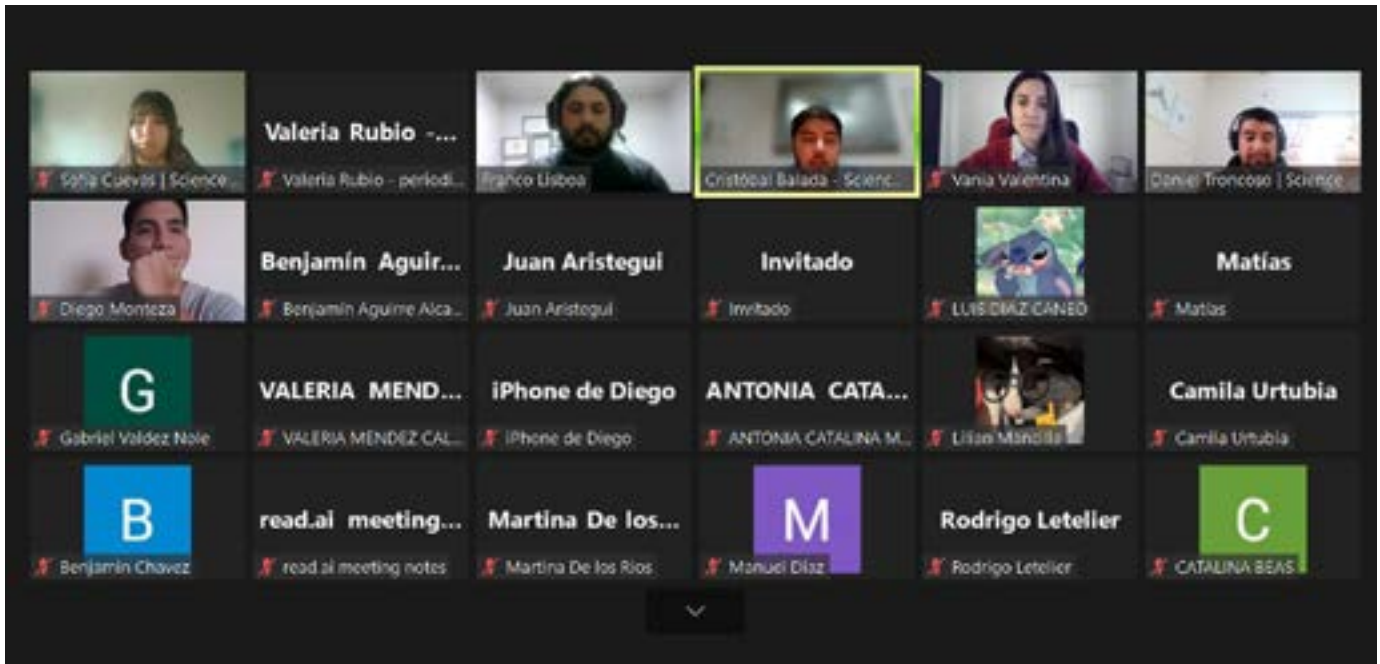 Sofia Cuevas | Science...
Valeria Rubio -...
Valeria Rubio - periodi...
Franco Lisboa
Cristóbal Balada - Scienc...
Vania Valentina
Daniel Troncoso | Science
Diego Monteza
Benjamín Aguir...
Benjamín Aguirre Alca...
Juan Aristegui
Juan Aristegui
Invitado
Invitado
LUIS DIAZ CANEO
Matías
Matías
G
Gabriel Valdez Nole
VALERIA MEND...
VALERIA MENDEZ CAL...
iPhone de Diego
iPhone de Diego
ANTONIA CATA...
ANTONIA CATALINA M...
Lilian Mancilla
Camila Urtubia
Camila Urtubia
B
Benjamin Chavez
read.ai meeting...
read.ai meeting notes
Martina De los...
Martina De los Rios
M
Manuel Diaz
Rodrigo Letelier
Rodrigo Letelier
C
CATALINA BEAS